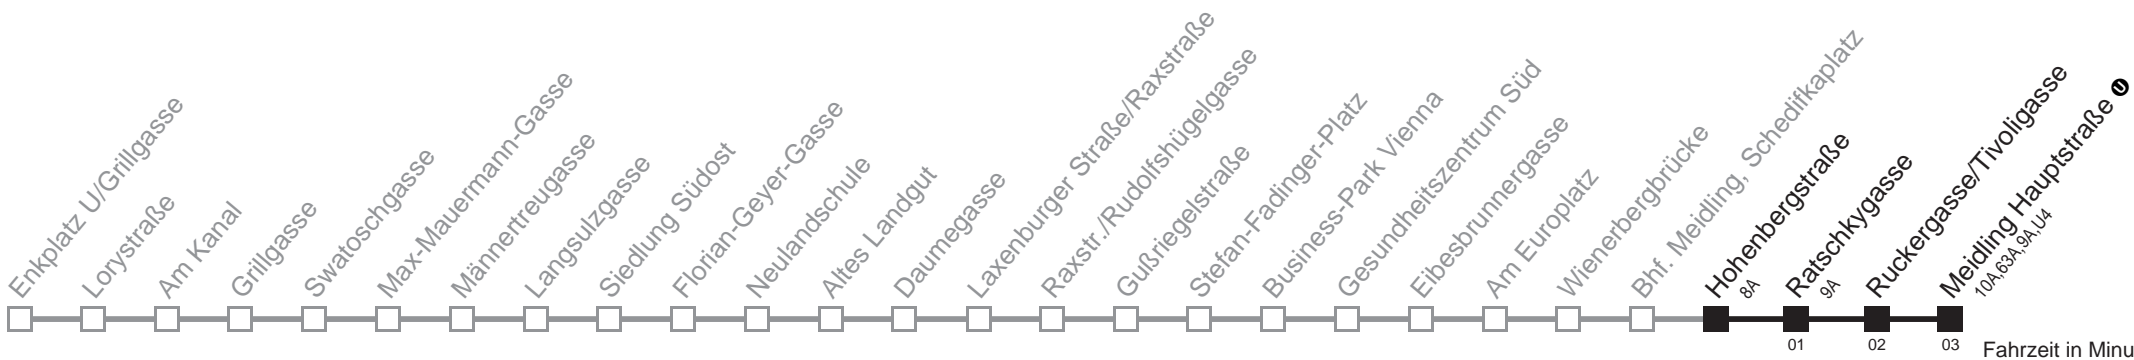 Enkplatz U/Grillgasse
Lorystraße
Am Kanal
Grillgasse
Swatoschgasse
Max-Mauermann-Gasse
Männertreugasse
Langsulzgasse
Siedlung Südost
Florian-Geyer-Gasse
Neulandschule
Altes Landgut
Daumegasse
Laxenburger Straße/Raxstraße
Raxstr./Rudolfshügelgasse
Gußriegelstraße
Stefan-Fadinger-Platz
Business-Park Vienna
Gesundheitszentrum Süd
Eibesbrunnergasse
Am Europlatz
Wienerbergbrücke
Bhf. Meidling, Schedifkaplatz
Hohenbergstraße
8A
Ratschkygasse
9A
Ruckergasse/Tivoligasse
Meidling Hauptstraße U
10A,63A,9A,U4
01 02 03 Fahrzeit in Minu